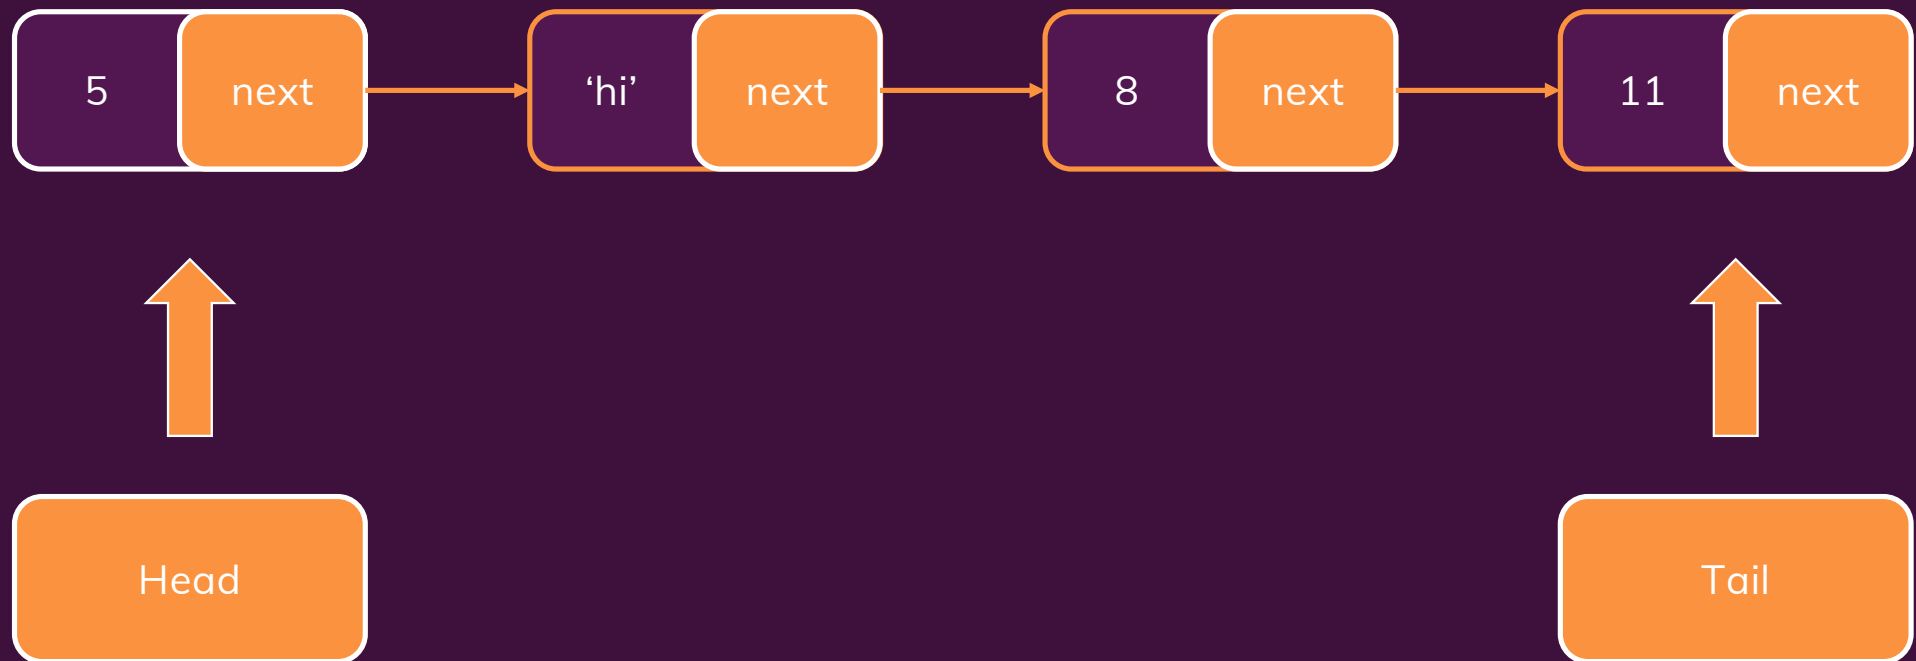 5 next ‘hi’ next 8 next 11 next
Head Tail